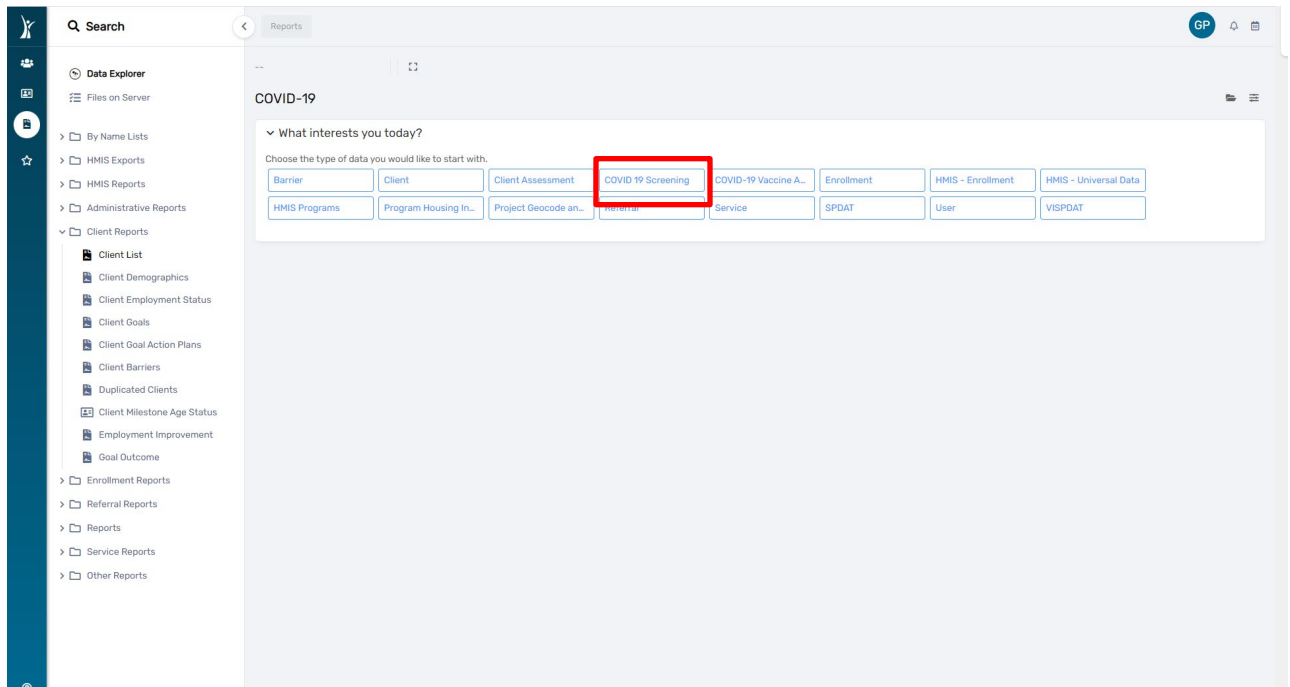 Search
Reports
GP
Data Explorer
Files on Server
By Name Lists
HMIS Exports
HMIS Reports
Administrative Reports
Client Reports
Client List
Client Demographics
Client Employment Status
Client Goals
Client Goal Action Plans
Client Barriers
Duplicated Clients
Client Milestone Age Status
Employment Improvement
Goal Outcome
Enrollment Reports
Referral Reports
Reports
Service Reports
Other Reports
--
COVID-19
What interests you today?
Choose the type of data you would like to start with.
Barrier Client Client Assessment COVID 19 Screening COVID-19 Vaccine A... Enrollment HMIS - Enrollment HMIS - Universal Data
HMIS Programs Program Housing In... Project Geocode an... Referral Service SPDAT User VISPDAT